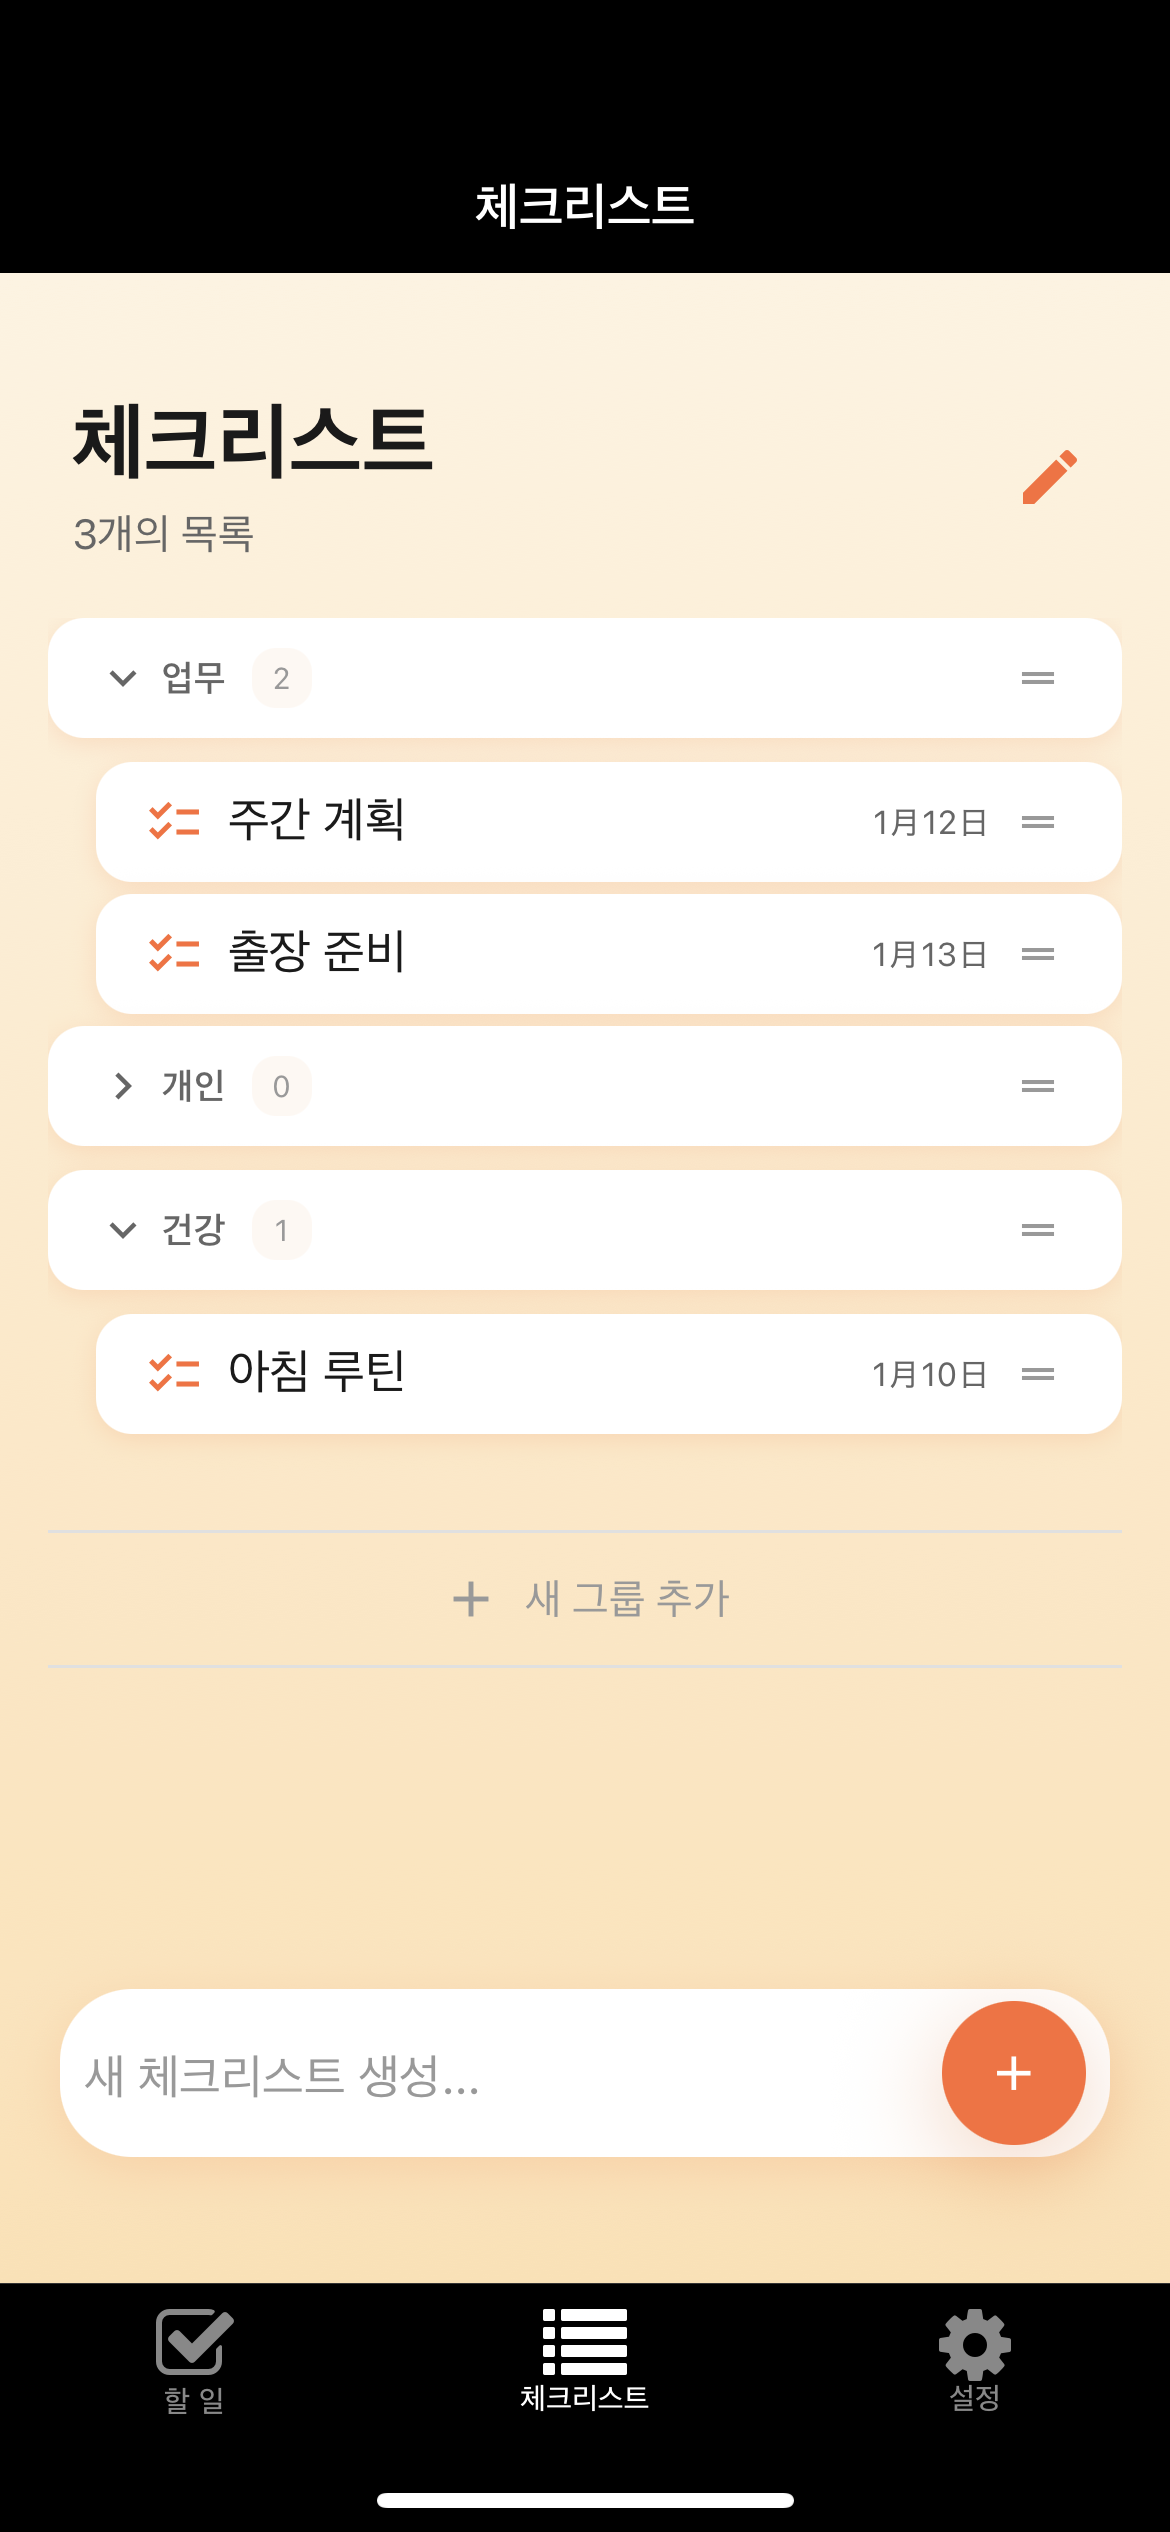 체크리스트
체크리스트
3개의 목록
업무 2
주간 계획 1月12日
출장 준비 1月13日
개인 0
건강 1
아침 루틴 1月10日
새 그룹 추가
새 체크리스트 생성...
할 일 체크리스트 설정